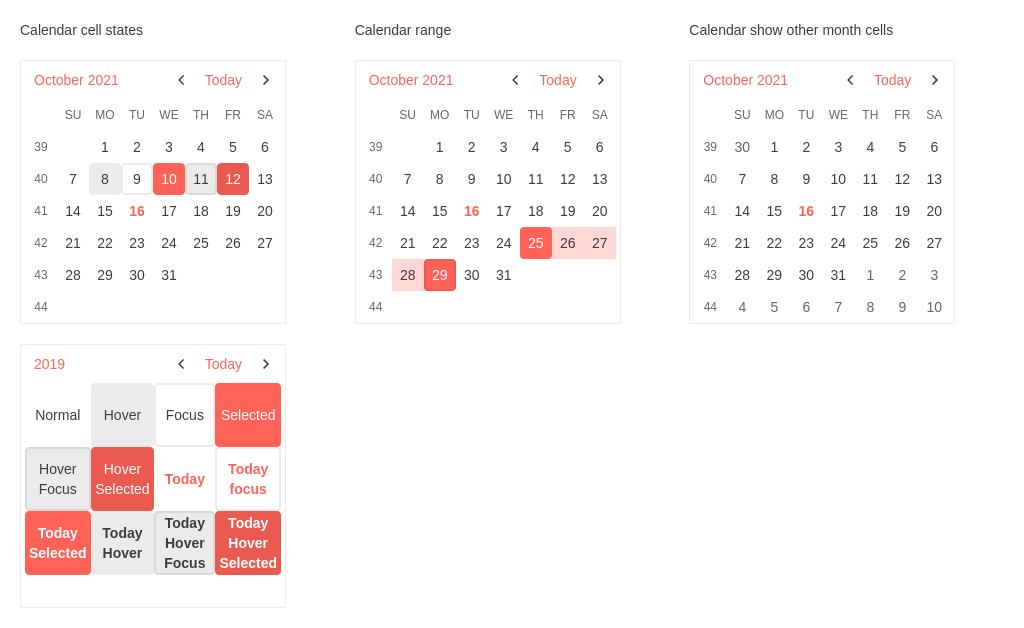 Calendar cell states
October 2021 Today
SU MO TU WE TH FR SA
39 1 2 3 4 5 6
40 7 8 9 10 11 12 13
41 14 15 16 17 18 19 20
42 21 22 23 24 25 26 27
43 28 29 30 31
44
Calendar range
October 2021 Today
SU MO TU WE TH FR SA
39 1 2 3 4 5 6
40 7 8 9 10 11 12 13
41 14 15 16 17 18 19 20
42 21 22 23 24 25 26 27
43 28 29 30 31
44
Calendar show other month cells
October 2021 Today
SU MO TU WE TH FR SA
39 30 1 2 3 4 5 6
40 7 8 9 10 11 12 13
41 14 15 16 17 18 19 20
42 21 22 23 24 25 26 27
43 28 29 30 31 1 2 3
44 4 5 6 7 8 9 10
2019 Today
Normal
Hover
Focus
Selected
Hover
Focus
Hover
Selected
Today
Today
focus
Today
Selected
Today
Hover
Today
Hover
Focus
Today
Hover
Selected